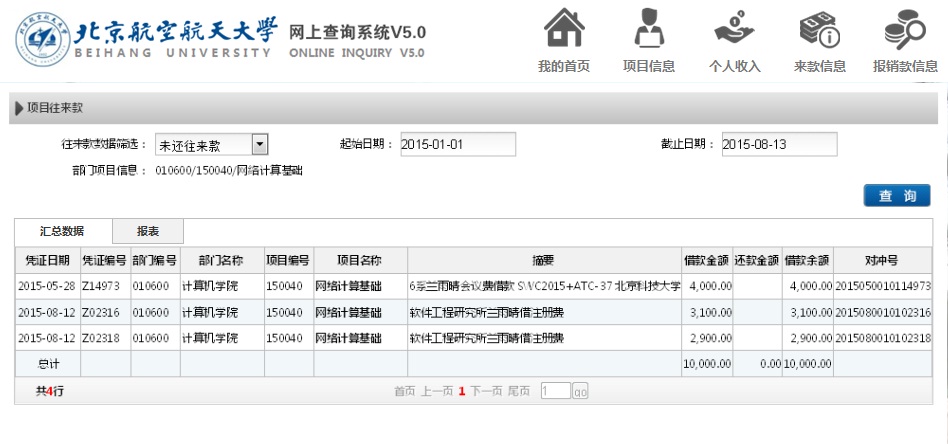 北京航空航天大學 网上查询系统V5.0
BEIHANG UNIVERSITY ONLINE INQUIRY V5.0
我的首页 项目信息 个人收入 来款信息 报销款信息
项目往来款
往来款数据筛选： 未还往来款 起始日期： 2015-01-01 截止日期： 2015-08-13
部门项目信息： 010600/150040/网络计算基础
查 询
汇总数据 报表
凭证日期 凭证编号 部门编号 部门名称 项目编号 项目名称 摘要 借款金额 还款金额 借款余额 对冲号
2015-05-28 Z14973 010600 计算机学院 150040 网络计算基础 6系兰雨晴会议费借款 SWC2015+ATC-37 北京科技大学 4,000.00 4,000.00 2015050010114973
2015-08-12 Z02316 010600 计算机学院 150040 网络计算基础 软件工程研究所兰雨晴借注册费 3,100.00 3,100.00 2015080010102316
2015-08-12 Z02318 010600 计算机学院 150040 网络计算基础 软件工程研究所兰雨晴借注册费 2,900.00 2,900.00 2015080010102318
总计 10,000.00 0.00 10,000.00
共4行 首页 上一页 1 下一页 尾页 1 go